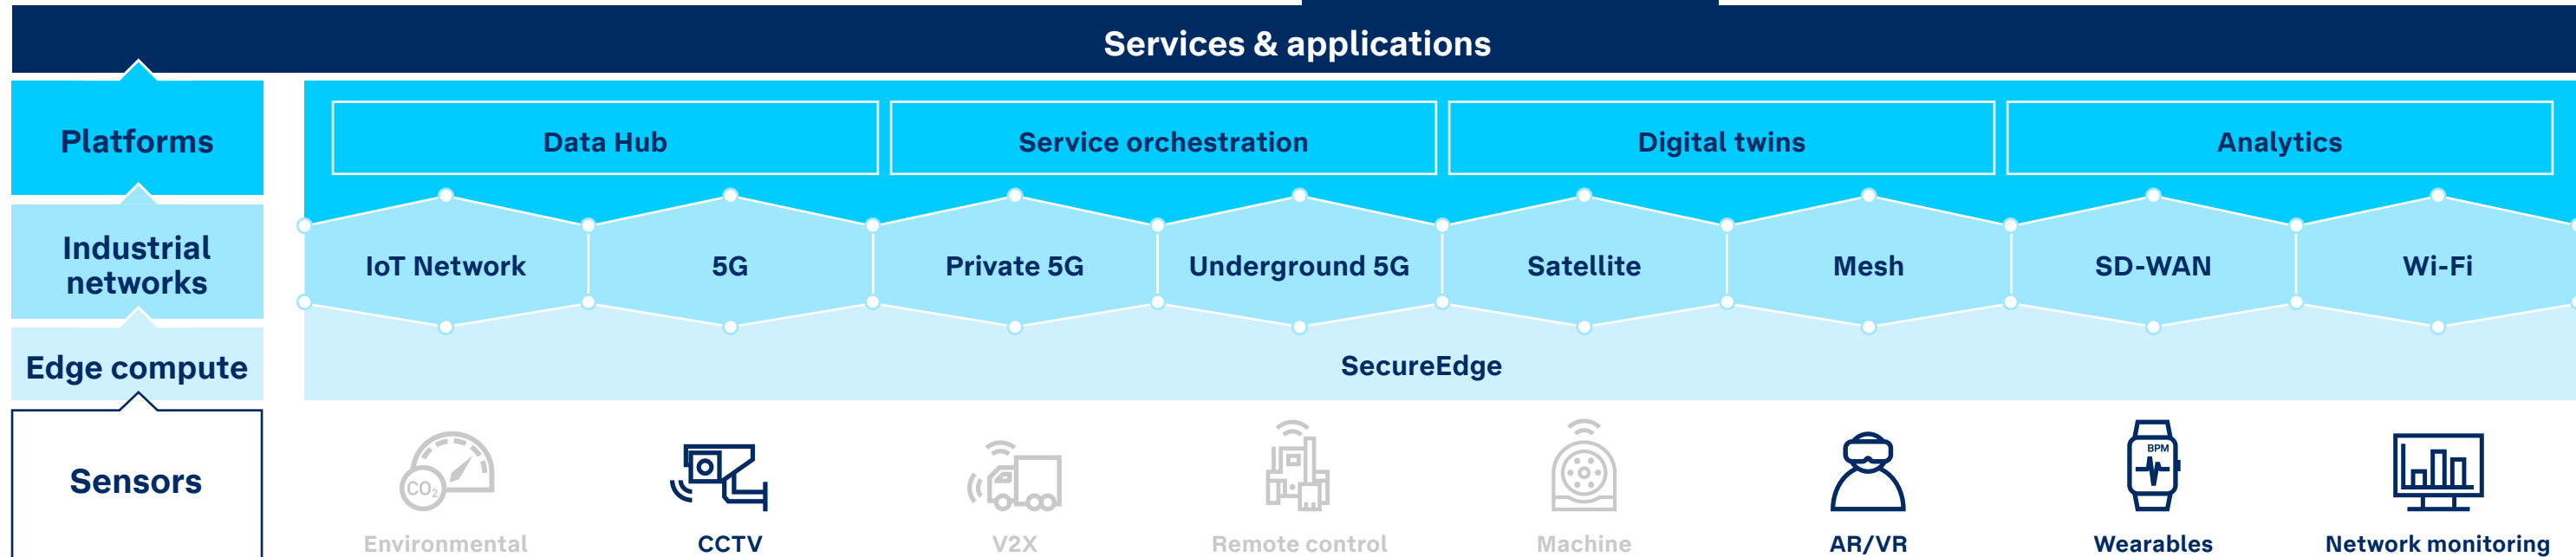 Services & applications
Platforms
Data Hub
Service orchestration
Digital twins
Analytics
Industrial
networks
IoT Network
5G
Private 5G
Underground 5G
Satellite
Mesh
SD-WAN
Wi-Fi
Edge compute
SecureEdge
Sensors
CO₂
BPM
Environmental
CCTV
V2X
Remote control
Machine
AR/VR
Wearables
Network monitoring